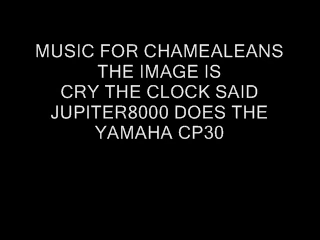 MUSIC FOR CHAMEALEANS
THE IMAGE IS
CRY THE CLOCK SAID
JUPITER8000 DOES THE
YAMAHA CP30